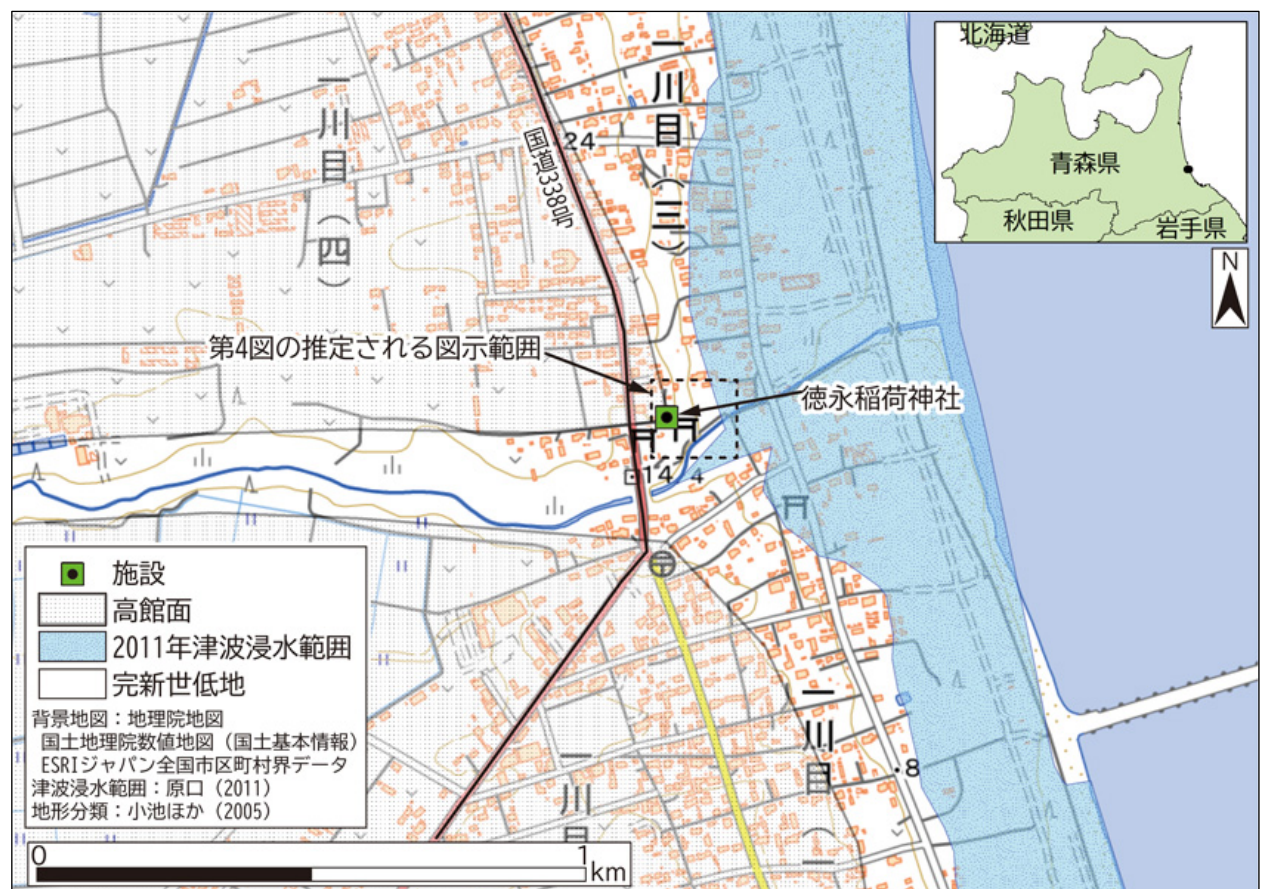 北海道
青森県
秋田県
岩手県
N
一川目（四）
一川目（三）
国道338号
24
第4図の推定される図示範囲
徳永稲荷神社
14
4
8
一川目
一川目（一
施設
高館面
2011年津波浸水範囲
完新世低地
背景地図：地理院地図
国土地理院数値地図（国土基本情報）
ESRIジャパン全国市区町村界データ
津波浸水範囲：原口（2011）
地形分類：小池ほか（2005）
0
1
km